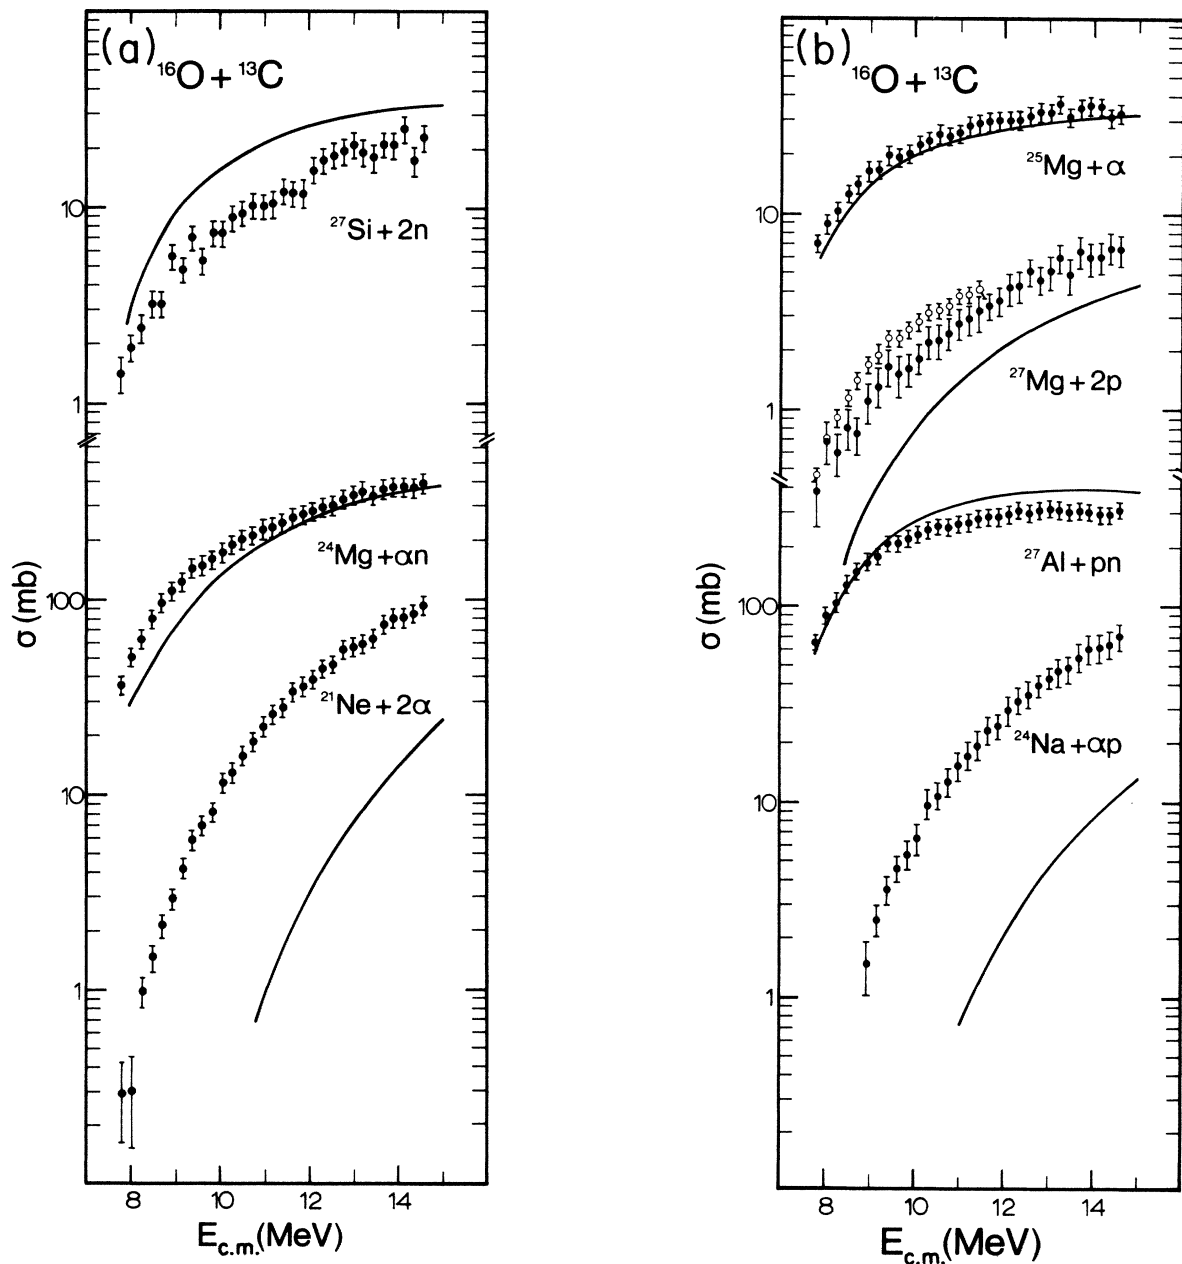 (a)
¹⁶O + ¹³C
10
²⁷Si + 2n
1
²⁴Mg + αn
100
σ (mb)
²¹Ne + 2α
10
1
8 10 12 14
E_c.m. (MeV)
(b)
¹⁶O + ¹³C
²⁵Mg + α
10
²⁷Mg + 2p
1
²⁷Al + pn
100
σ (mb)
²⁴Na + αp
10
1
8 10 12 14
E_c.m. (MeV)